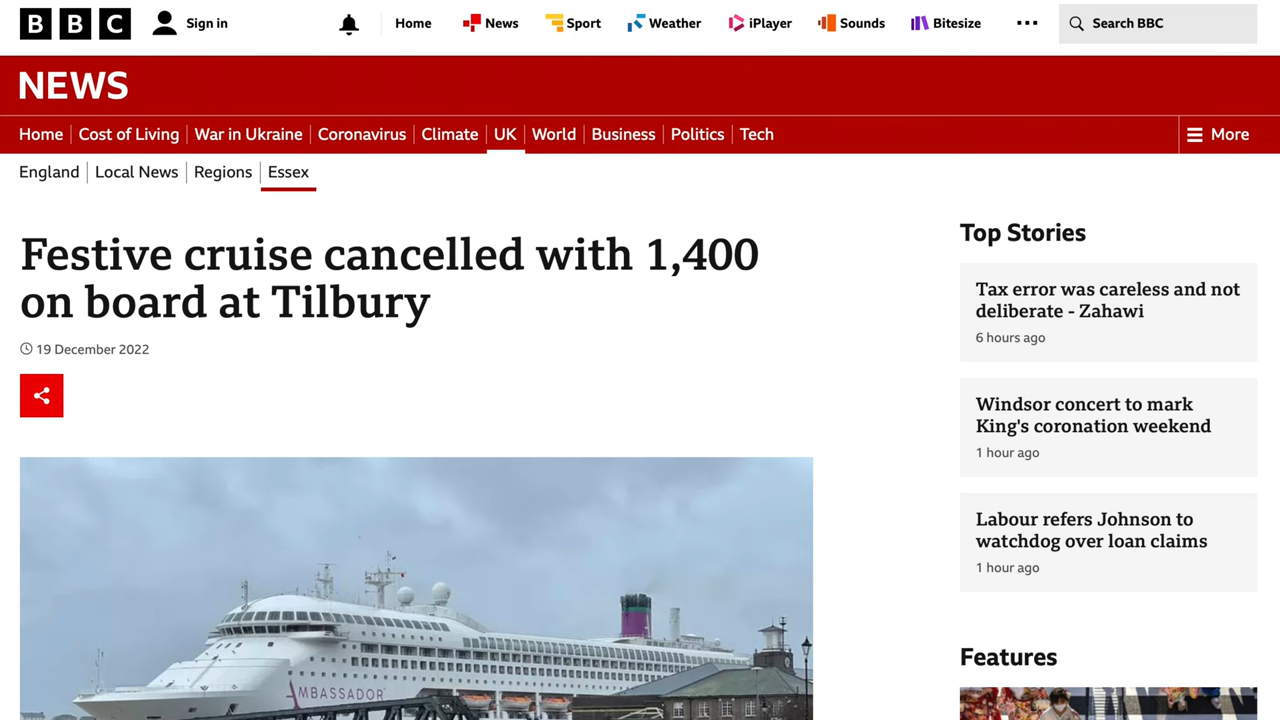 BBC Sign in Home News Sport Weather iPlayer Sounds Bitesize ... Search BBC
NEWS
Home Cost of Living War in Ukraine Coronavirus Climate UK World Business Politics Tech More
England Local News Regions Essex
Festive cruise cancelled with 1,400
on board at Tilbury
19 December 2022
AMBASSADOR
Top Stories
Tax error was careless and not
deliberate - Zahawi
6 hours ago
Windsor concert to mark
King's coronation weekend
1 hour ago
Labour refers Johnson to
watchdog over loan claims
1 hour ago
Features